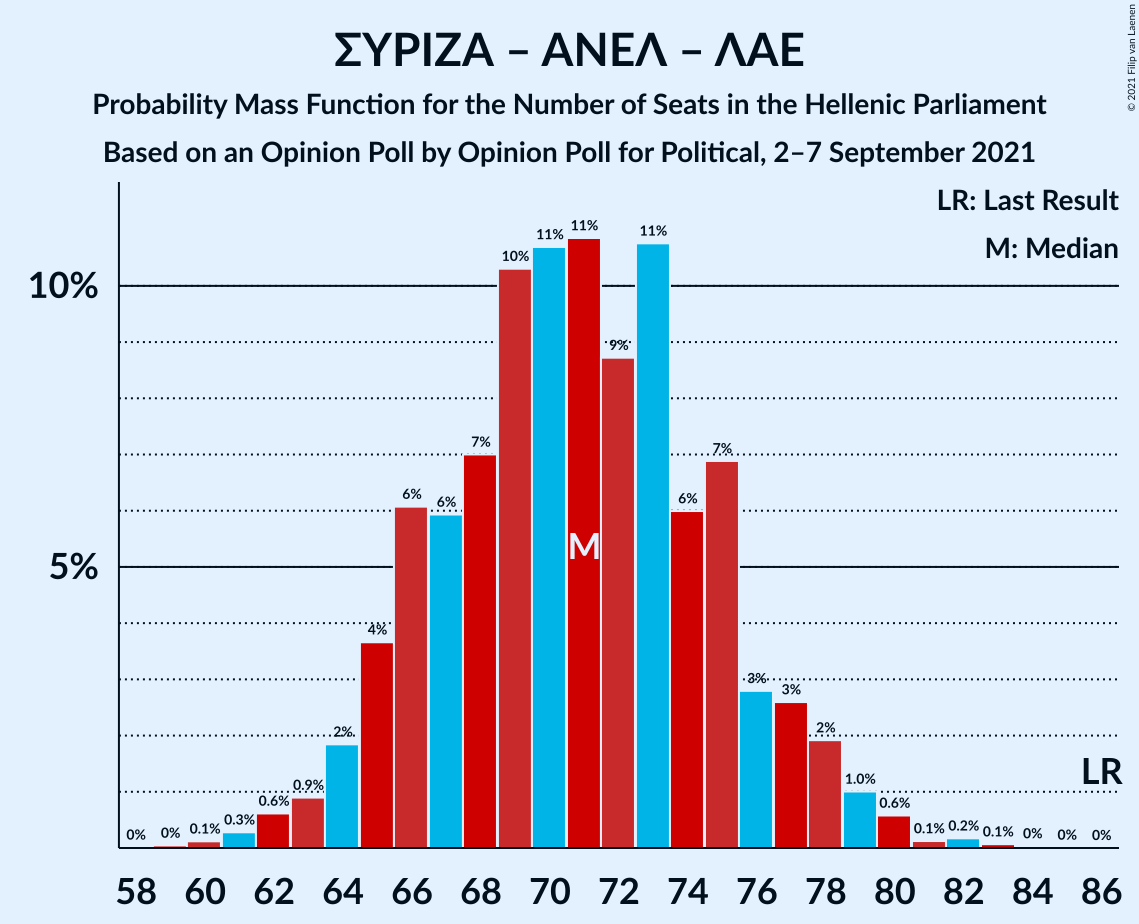 ΣΥΡΙΖΑ – ΑΝΕΛ – ΛΑΕ
Probability Mass Function for the Number of Seats in the Hellenic Parliament
Based on an Opinion Poll by Opinion Poll for Political, 2–7 September 2021
© 2021 Filip van Laenen
LR: Last Result
M: Median
10%
5%
0% 0% 0.1% 0.3% 0.6% 0.9% 2% 4% 6% 6% 7% 10% 11% 11% 9% 11% 6% 7% 3% 3% 2% 1.0% 0.6% 0.1% 0.2% 0.1% 0% 0% 0%
M
LR
58 60 62 64 66 68 70 72 74 76 78 80 82 84 86